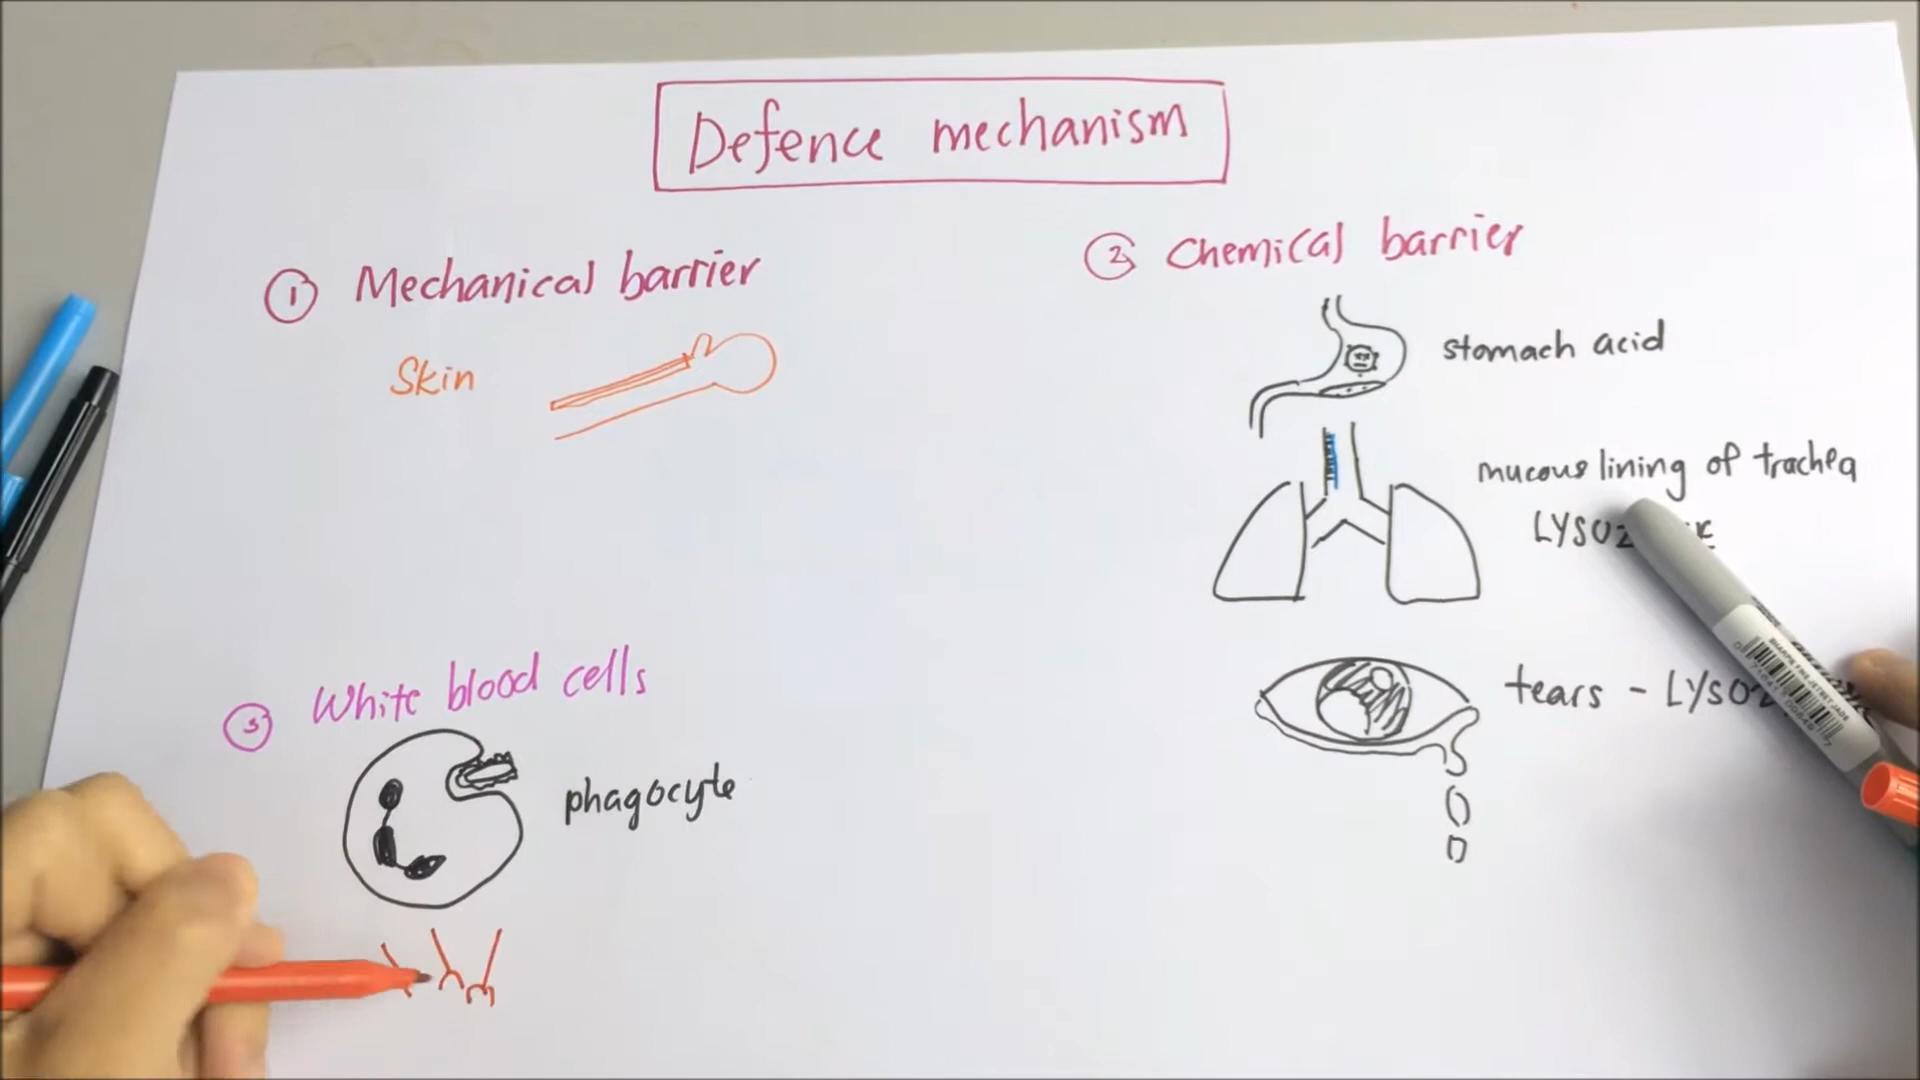 Defence mechanism
1 Mechanical barrier
Skin
2 Chemical barrier
stomach acid
mucous lining of trachea
tears -
3 White blood cells
phagocyte